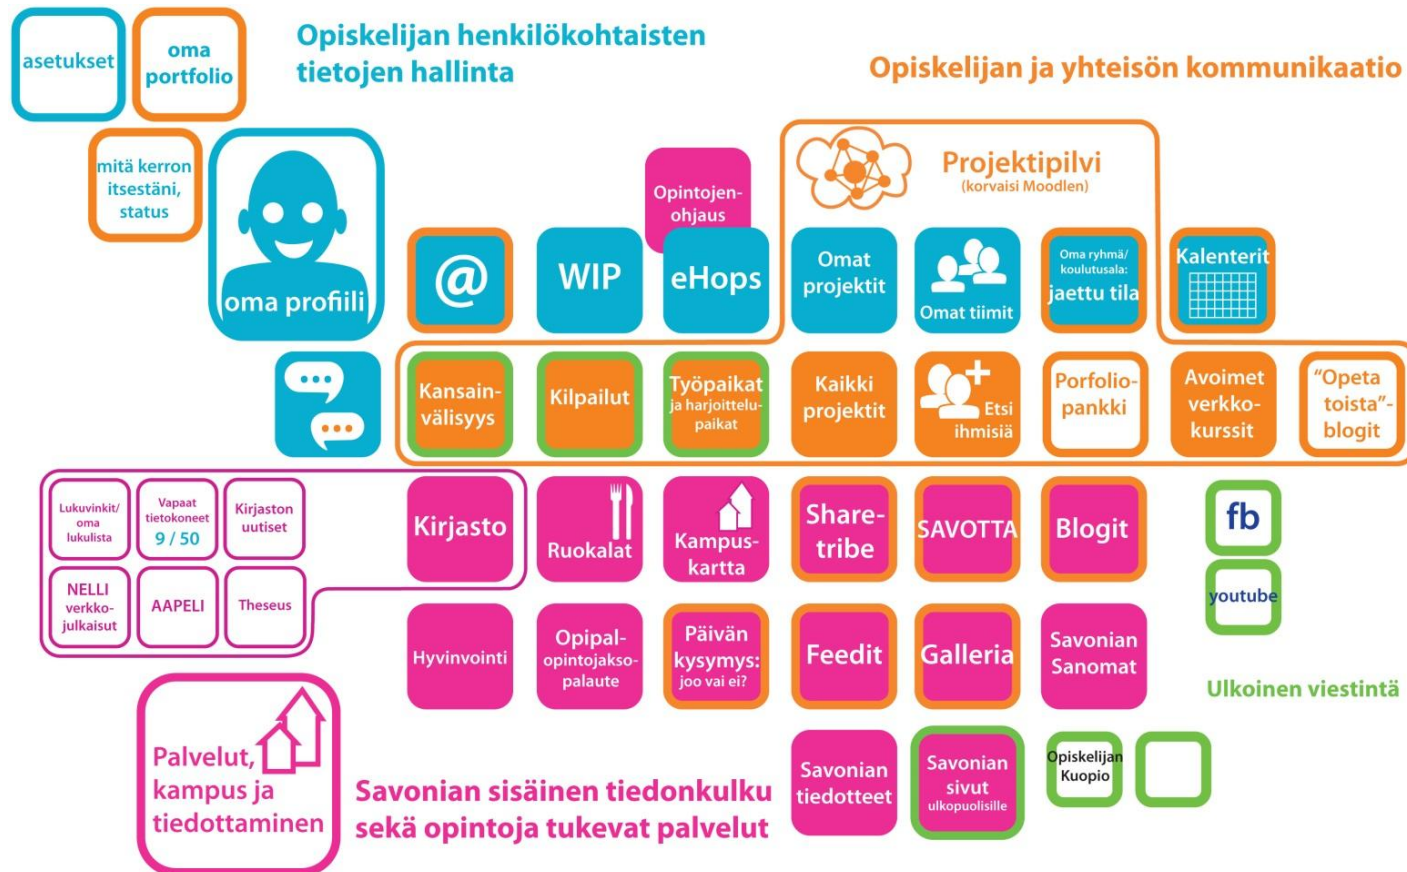 asetukset
oma
portfolio
Opiskelijan henkilökohtaisten
tietojen hallinta
Opiskelijan ja yhteisön kommunikaatio
mitä kerron
itsestäni,
status
oma profiili
Opintojen-
ohjaus
Projektipilvi
(korvaisi Moodlen)
@
WIP
eHops
Omat
projektit
Omat tiimit
Oma ryhmä/
koulutusala:
jaettu tila
Kalenterit
Kansain-
välisyys
Kilpailut
Työpaikat
ja harjoittelu-
paikat
Kaikki
projektit
Etsi
ihmisiä
Porfolio-
pankki
Avoimet
verkko-
kurssit
“Opeta
toista”-
blogit
Lukuvinkit/
oma
lukulista
Vapaat
tietokoneet
9 / 50
Kirjaston
uutiset
NELLI
verkko-
julkaisut
AAPELI
Theseus
Kirjasto
Ruokalat
Kampus-
kartta
Share-
tribe
SAVOTTA
Blogit
fb
youtube
Hyvinvointi
Opipal-
opintojakso-
palaute
Päivän
kysymys:
joo vai ei?
Feedit
Galleria
Savonian
Sanomat
Ulkoinen viestintä
Palvelut,
kampus ja
tiedottaminen
Savonian sisäinen tiedonkulku
sekä opintoja tukevat palvelut
Savonian
tiedotteet
Savonian
sivut
ulkopuolisille
Opiskelijan
Kuopio